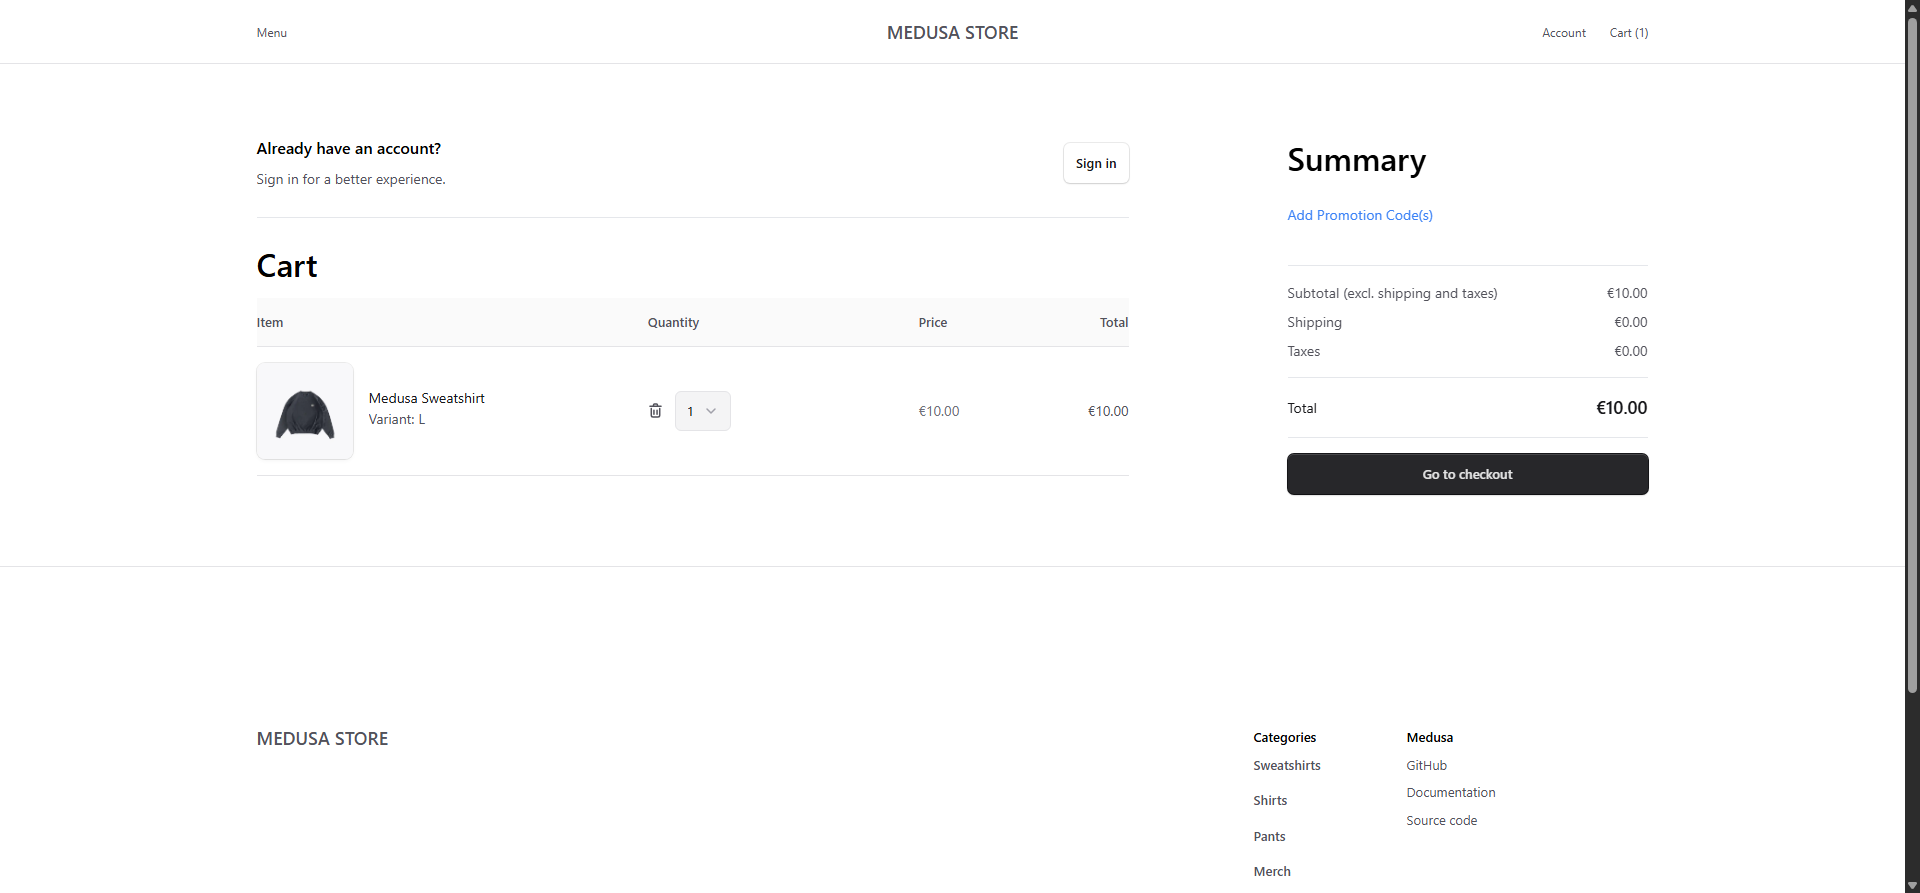 Menu
MEDUSA STORE
Account
Cart (1)
Already have an account?
Sign in for a better experience.
Sign in
Cart
Item
Quantity
Price
Total
Medusa Sweatshirt
Variant: L
1
€10.00
€10.00
Summary
Add Promotion Code(s)
Subtotal (excl. shipping and taxes)
€10.00
Shipping
€0.00
Taxes
€0.00
Total
€10.00
Go to checkout
MEDUSA STORE
Categories
Sweatshirts
Shirts
Pants
Merch
Medusa
GitHub
Documentation
Source code